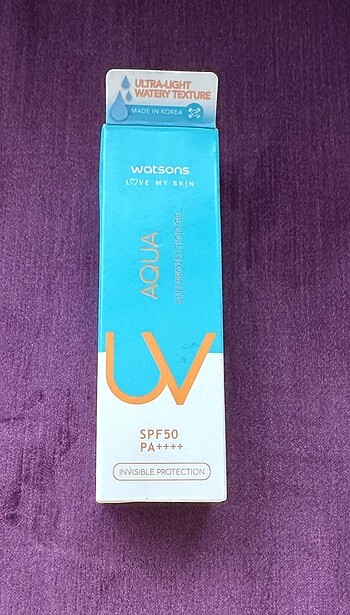 ULTRA-LIGHT
WATERY TEXTURE
MADE IN KOREA
watsons
LOVE MY SKIN
AQUA
SUN PROTECTION GEL
UV
SPF50
PA++++
INVISIBLE PROTECTION